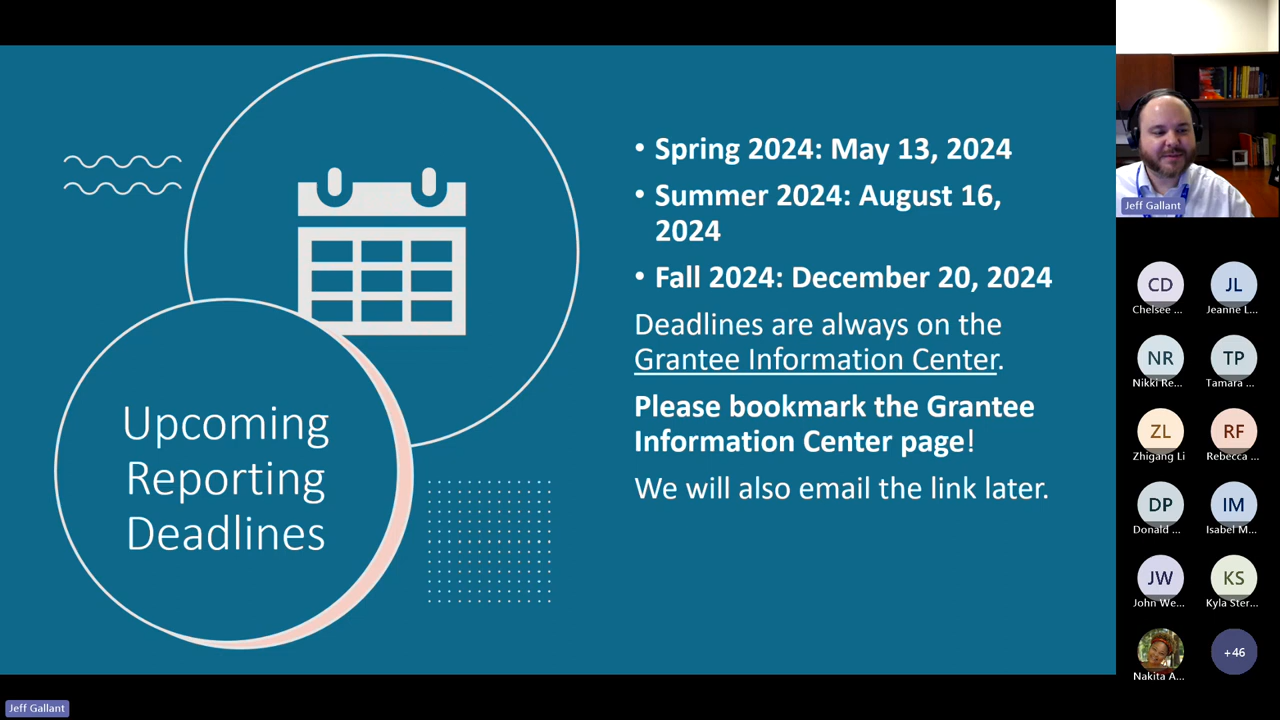 • Spring 2024: May 13, 2024
• Summer 2024: August 16,
2024
• Fall 2024: December 20, 2024
Deadlines are always on the
Grantee Information Center.
Please bookmark the Grantee
Information Center page!
We will also email the link later.
Upcoming
Reporting
Deadlines
Jeff Gallant
CD
Chelsee ...
JL
Jeanne L...
NR
Nikki Re...
TP
Tamara ...
ZL
Zhigang Li
RF
Rebecca ...
DP
Donald ...
IM
Isabel M...
JW
John We...
KS
Kyla Ster...
Nakita A...
+46
Jeff Gallant